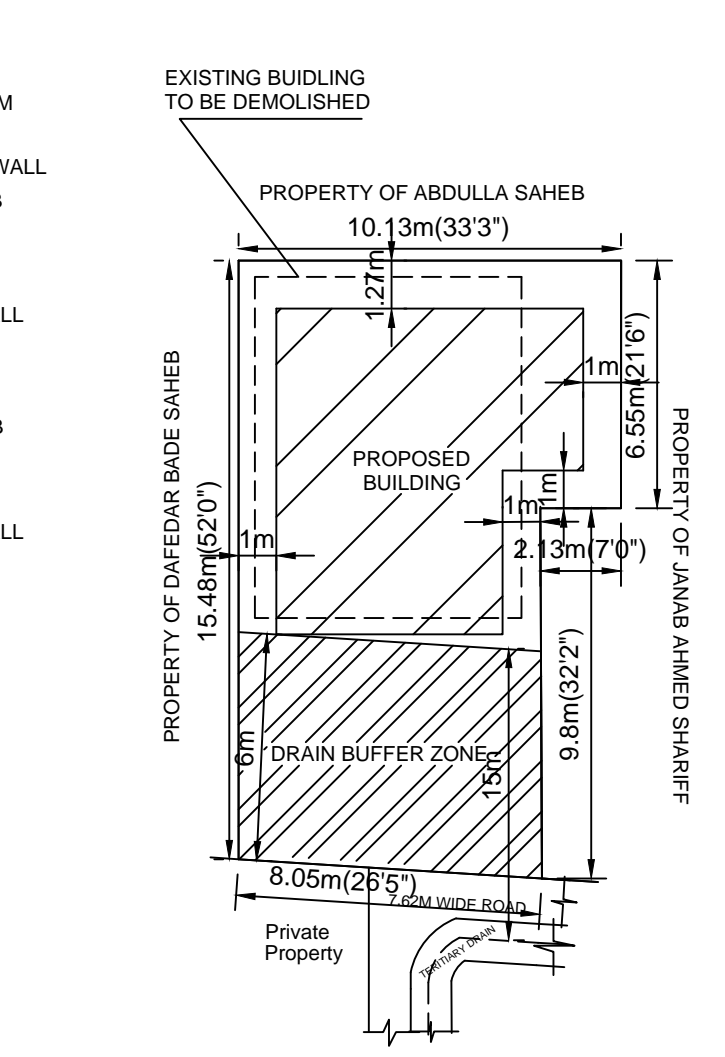 EXISTING BUIDLING
TO BE DEMOLISHED
M
WALL
LL
LL
PROPERTY OF ABDULLA SAHEB
10.13m(33'3")
1.27m
PROPERTY OF DAFEDAR BADE SAHEB
15.48m(52'0")
1m
PROPOSED
BUILDING
1m
6.55m(21'6")
1m
1m
2.13m(7'0")
PROPERTY OF JANAB AHMED SHARIFF
9.8m(32'2")
6m
DRAIN BUFFER ZONE
15m
8.05m(26'5")
7.62M WIDE ROAD
Private
Property
TERITIARY DRAIN